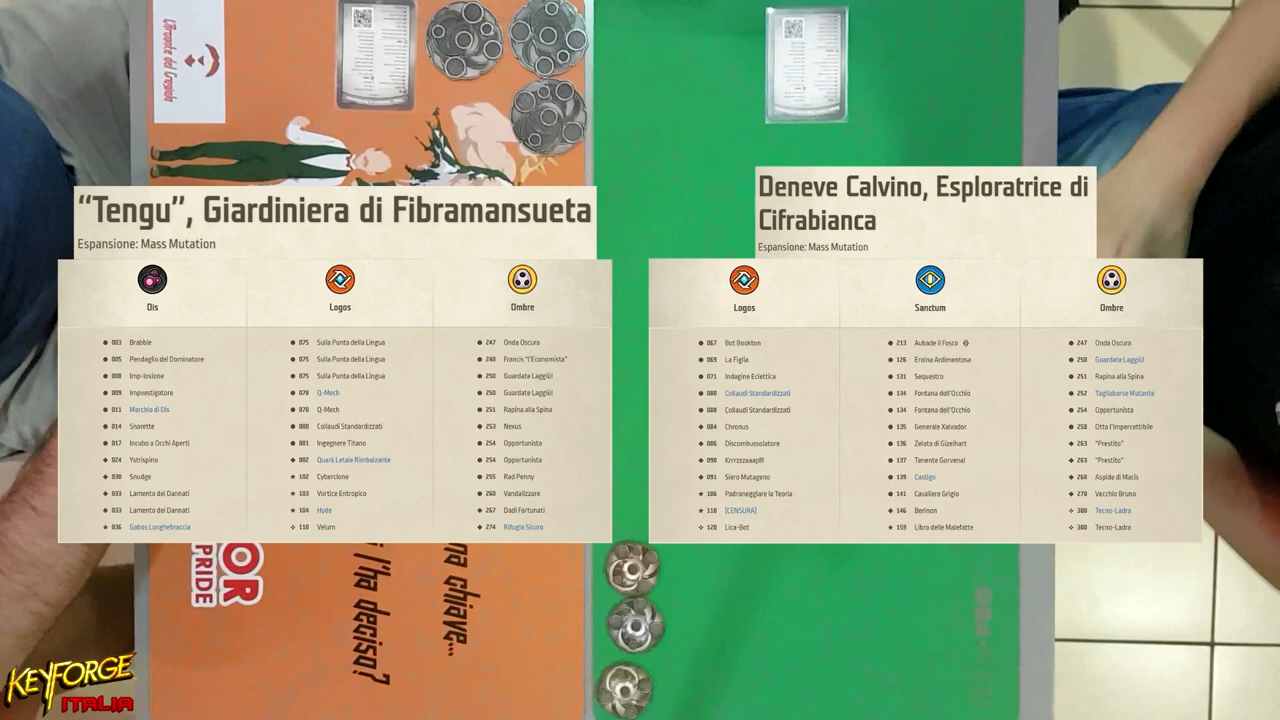 L'Orizzonte del Crepuscolo
"Tengu", Giardiniera di Fibramansueta
Espansione: Mass Mutation
Dis
003 Brabble
005 Pendaglio del Dominatore
008 Imp-losione
009 Impvestigatore
011 Marchio di Dis
014 Snarette
017 Incubo a Occhi Aperti
024 Ystrispino
030 Snudge
033 Lamento dei Dannati
033 Lamento dei Dannati
036 Gabos Lunghebraccia
Logos
075 Sulla Punta della Lingua
075 Sulla Punta della Lingua
075 Sulla Punta della Lingua
078 Q-Mech
078 Q-Mech
080 Collaudi Standardizzati
081 Ingegnere Titano
082 Quark Letale Rimbalzante
102 Cyberclone
103 Vortice Entropico
104 Hyde
118 Velum
Ombre
247 Onda Oscura
248 Francis "l'Economista"
250 Guardate Laggiù!
250 Guardate Laggiù!
251 Rapina alla Spina
253 Nexus
254 Opportunista
254 Opportunista
255 Rad Penny
260 Vandalizzare
267 Dadi Fortunati
274 Rifugio Sicuro
Deneve Calvino, Esploratrice di
Cifrabianca
Espansione: Mass Mutation
Logos
067 Bot Bookton
069 La Figlia
071 Indagine Eclettica
080 Collaudi Standardizzati
080 Collaudi Standardizzati
084 Chronus
086 Discombussolatore
090 Krrrzzzaaap!!!
091 Siero Mutageno
106 Padroneggiare la Teoria
110 [CENSURA]
120 Lica-Bot
Sanctum
213 Aubade il Fosco
126 Eroina Ardimentosa
131 Sequestro
134 Fontana dell'Occhio
134 Fontana dell'Occhio
135 Generale Xalvador
136 Zelota di Gizelhart
137 Tenente Gorvenal
139 Castigo
141 Cavaliere Grigio
146 Berinon
159 Libro delle Malefatte
Ombre
247 Onda Oscura
250 Guardate Laggiù!
251 Rapina alla Spina
252 Tagliaborse Mutante
254 Opportunista
258 Otto l'Impercettibile
263 "Prestito"
263 "Prestito"
268 Aspide di Macis
270 Vecchio Bruno
300 Tecno-Ladra
300 Tecno-Ladra
OR
PRIDE
na chiave...
l'ha decisa?
KEYFORGE
ITALIA